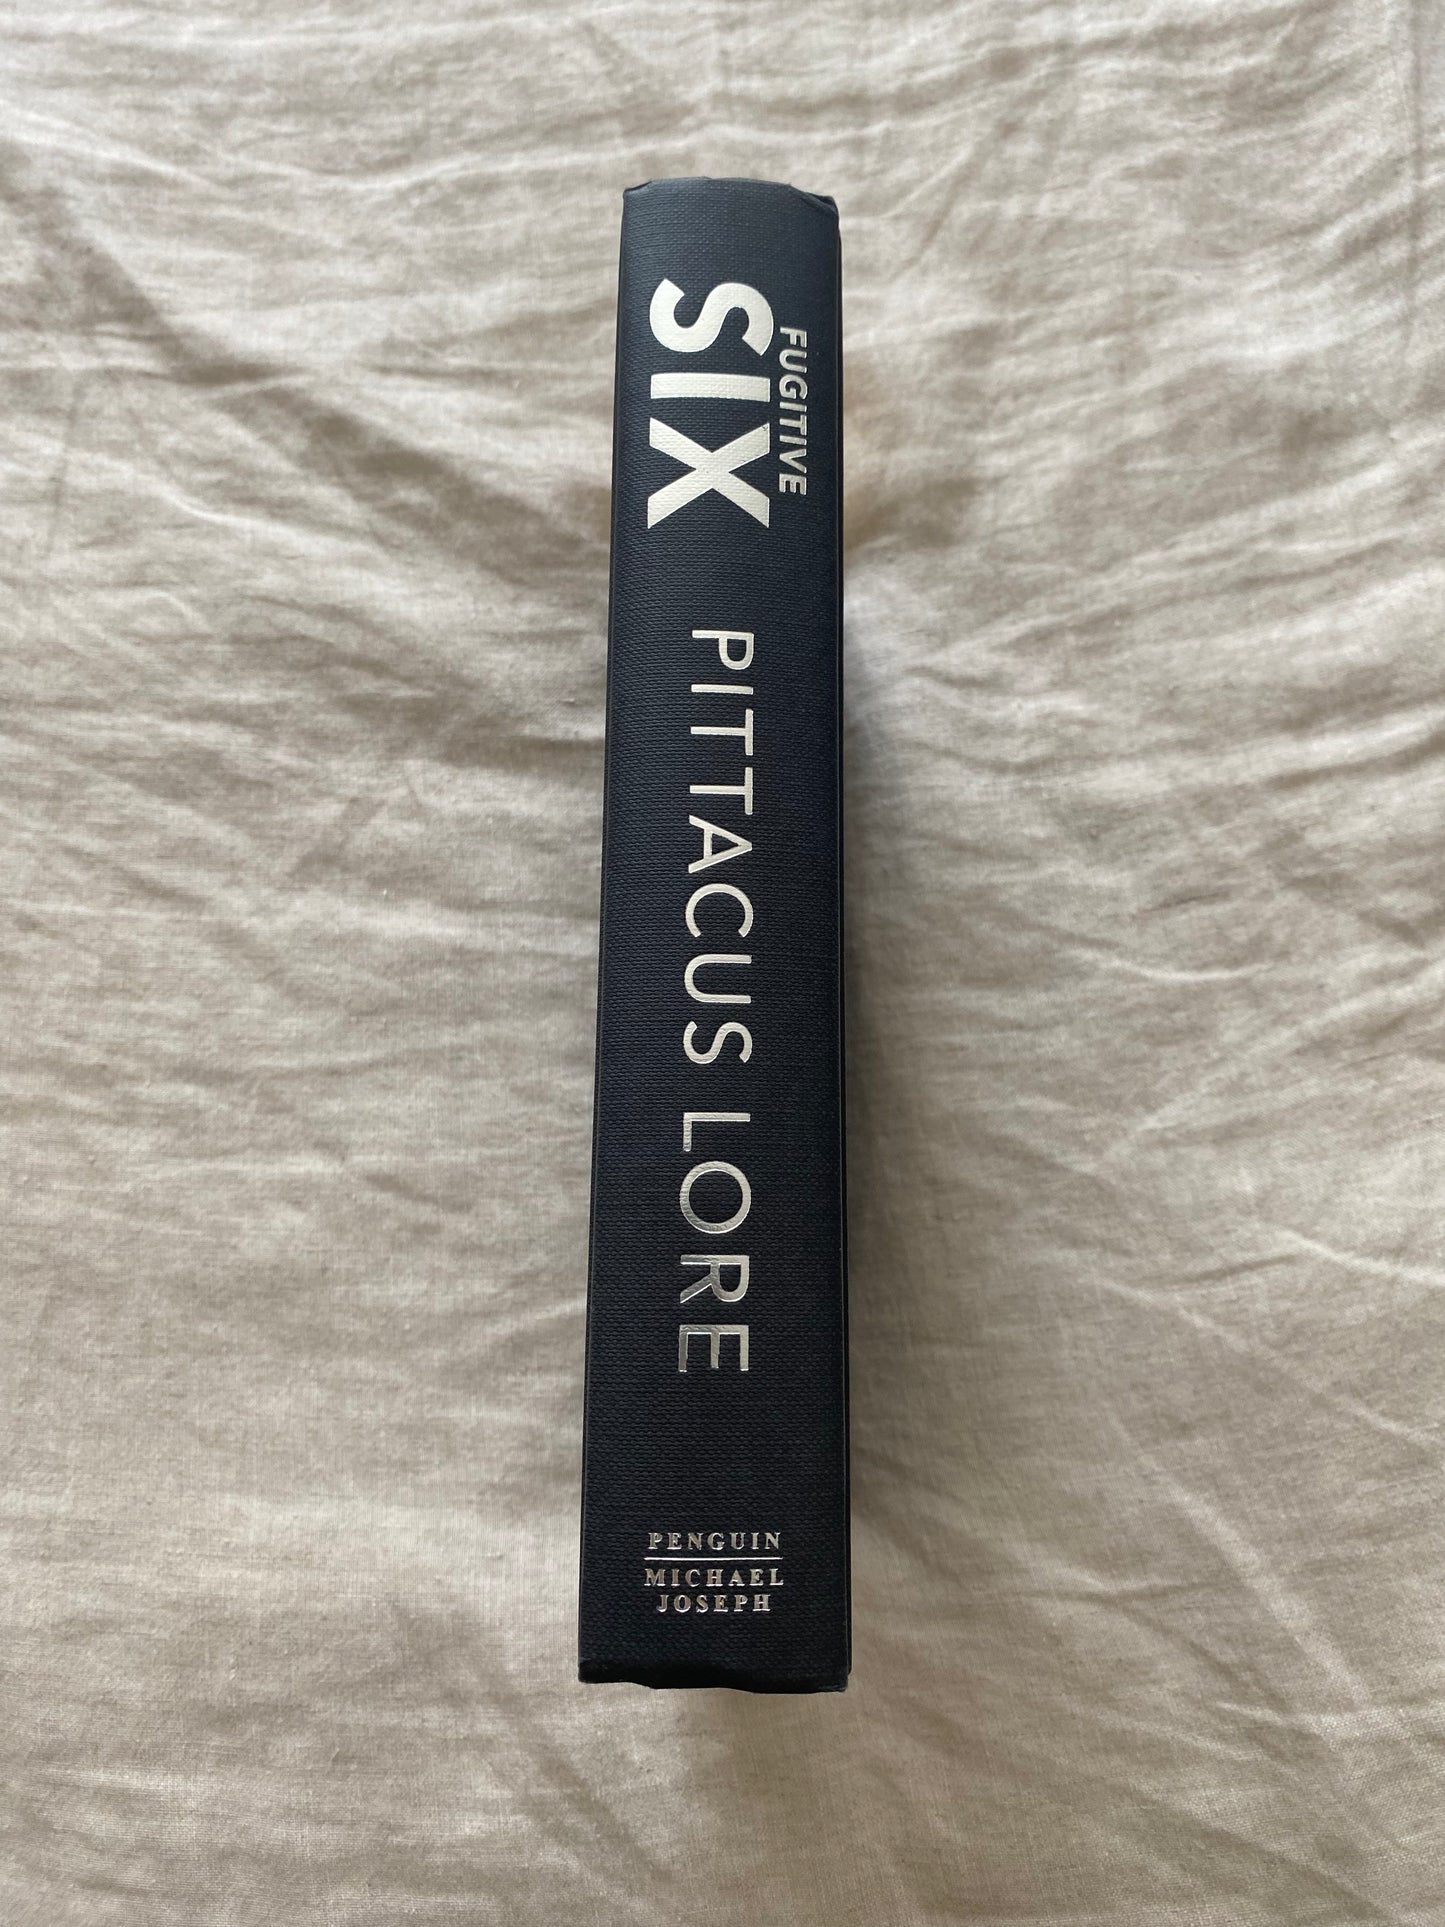 FUGITIVE
SIX
PITTACUS LORE
PENGUIN
MICHAEL
JOSEPH